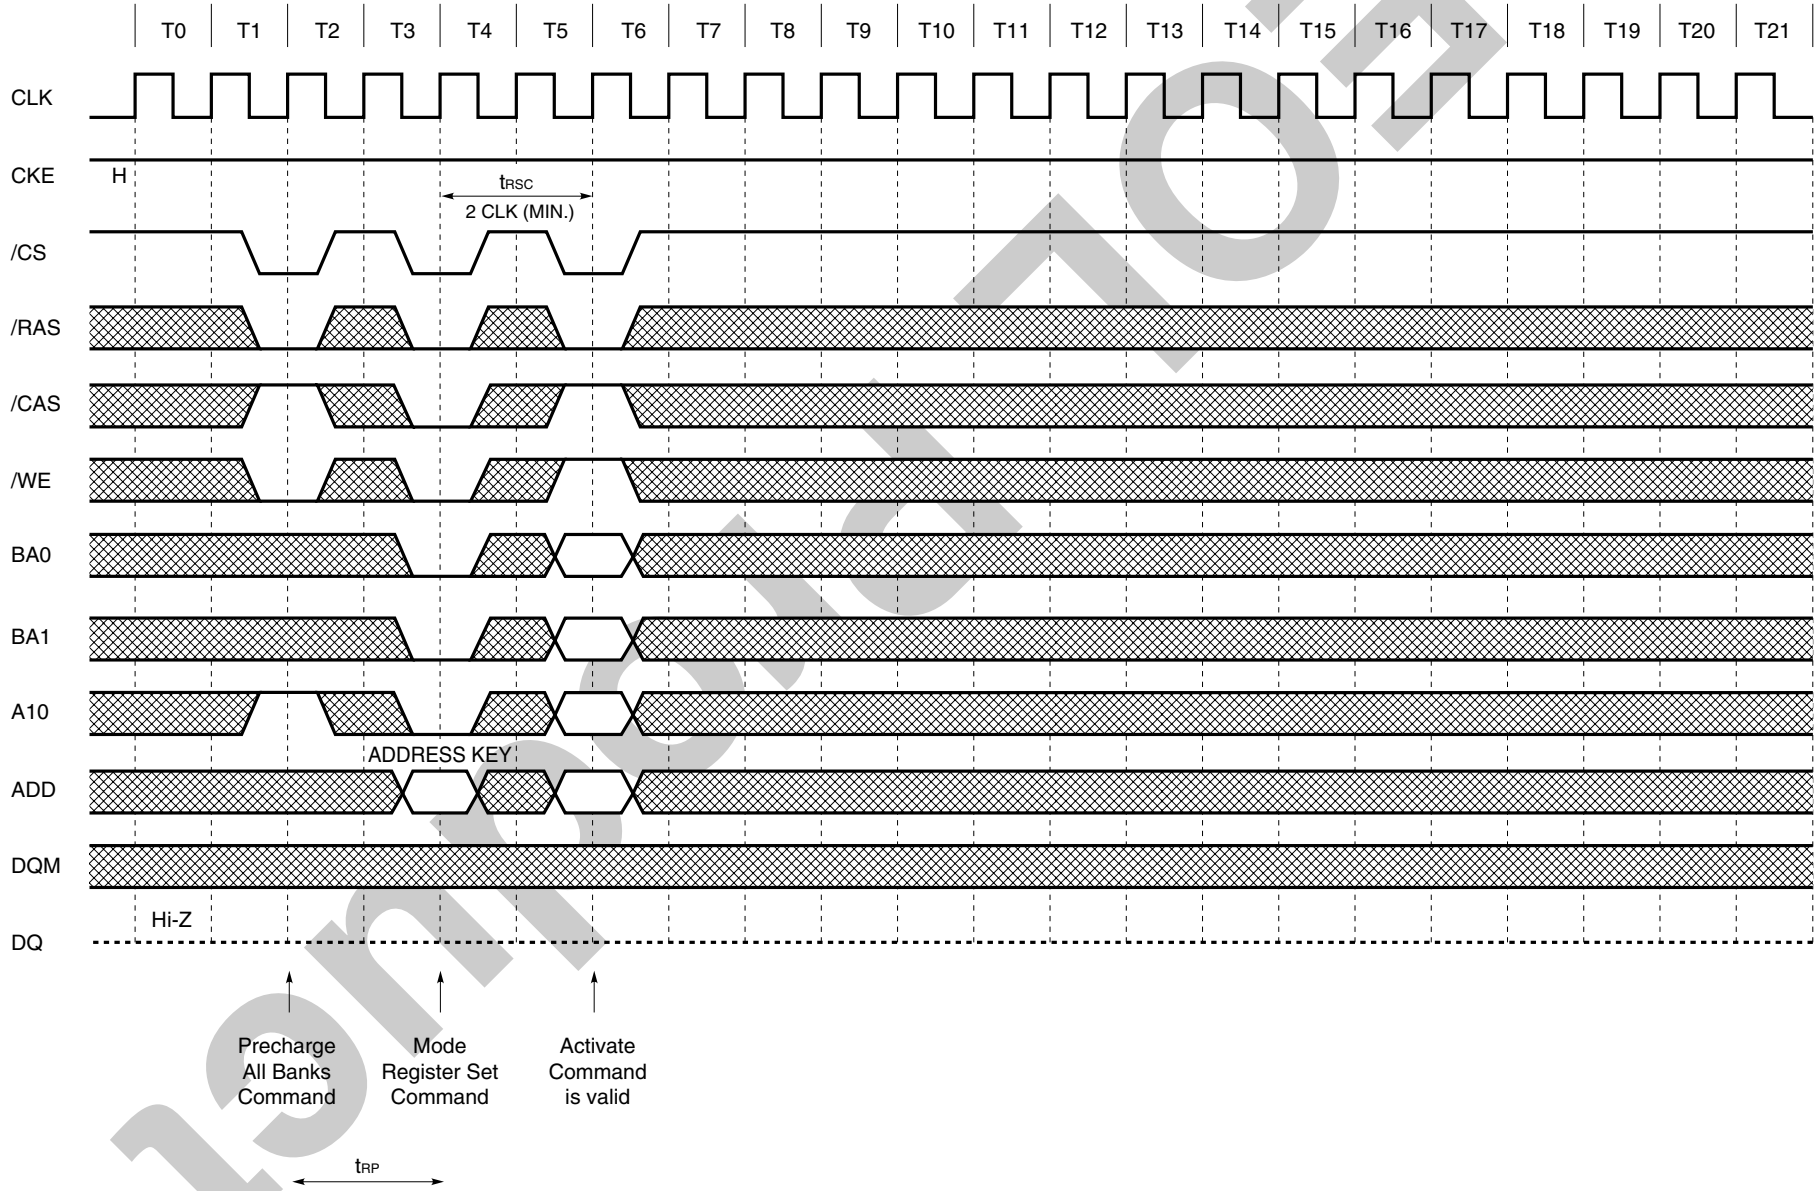 T0 T1 T2 T3 T4 T5 T6 T7 T8 T9 T10 T11 T12 T13 T14 T15 T16 T17 T18 T19 T20 T21
CLK
CKE H
tRSC
2 CLK (MIN.)
/CS
/RAS
/CAS
/WE
BA0
BA1
A10
ADDRESS KEY
ADD
DQM
Hi-Z
DQ
Precharge
All Banks
Command
Mode
Register Set
Command
Activate
Command
is valid
tRP
EOL Product